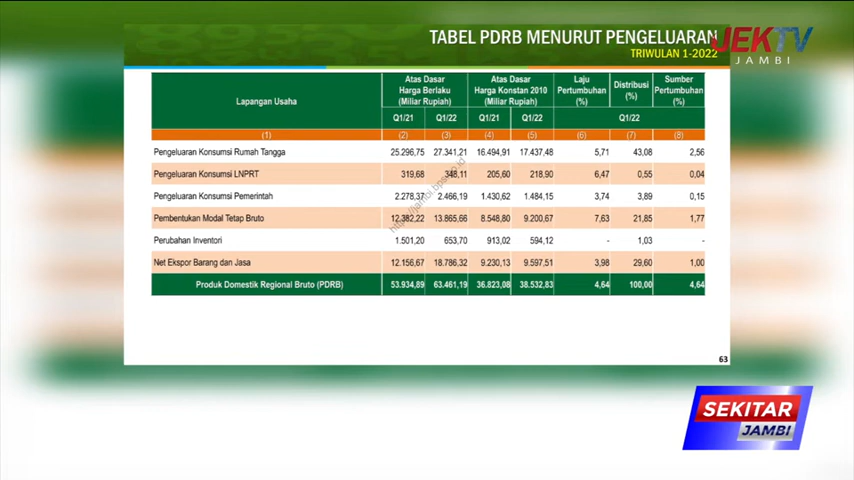 TABEL PDRB MENURUT PENGELUARAN
TRIWULAN 1-2022
JEKTV
JAMBI
Lapangan Usaha
Atas Dasar
Harga Berlaku
(Miliar Rupiah)
Atas Dasar
Harga Konstan 2010
(Miliar Rupiah)
Laju
Pertumbuhan
(%)
Distribusi
(%)
Sumber
Pertumbuhan
(%)
Q1/21 Q1/22 Q1/21 Q1/22 Q1/22
(1) (2) (3) (4) (5) (6) (7) (8)
Pengeluaran Konsumsi Rumah Tangga 25.296,75 27.341,21 16.494,91 17.437,48 5,71 43,08 2,56
Pengeluaran Konsumsi LNPRT 319,68 348,11 205,60 218,90 6,47 0,55 0,04
Pengeluaran Konsumsi Pemerintah 2.278,37 2.466,19 1.430,62 1.484,15 3,74 3,89 0,15
Pembentukan Modal Tetap Bruto 12.382,22 13.865,66 8.548,80 9.200,67 7,63 21,85 1,77
Perubahan Inventori 1.501,20 653,70 913,02 594,12 - 1,03 -
Net Ekspor Barang dan Jasa 12.156,67 18.786,32 9.230,13 9.597,51 3,98 29,60 1,00
Produk Domestik Regional Bruto (PDRB) 53.934,89 63.461,19 36.823,08 38.532,83 4,64 100,00 4,64
https://jambi.bps.go.id
63
SEKITAR
JAMBI